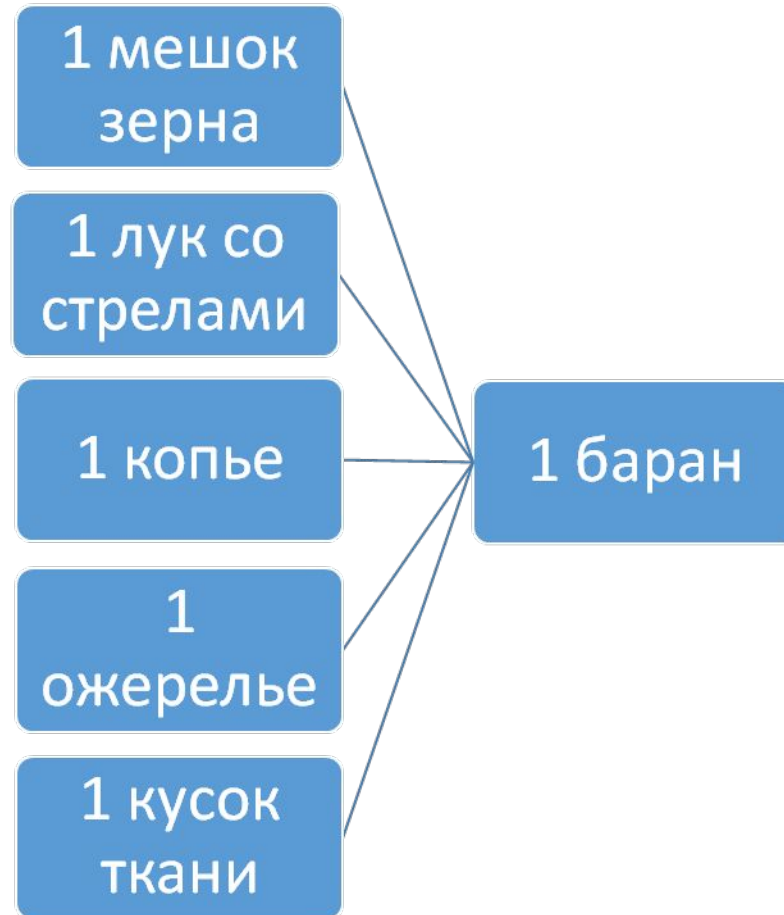 1 мешок
зерна
1 лук со
стрелами
1 копье
1
ожерелье
1 кусок
ткани
1 баран